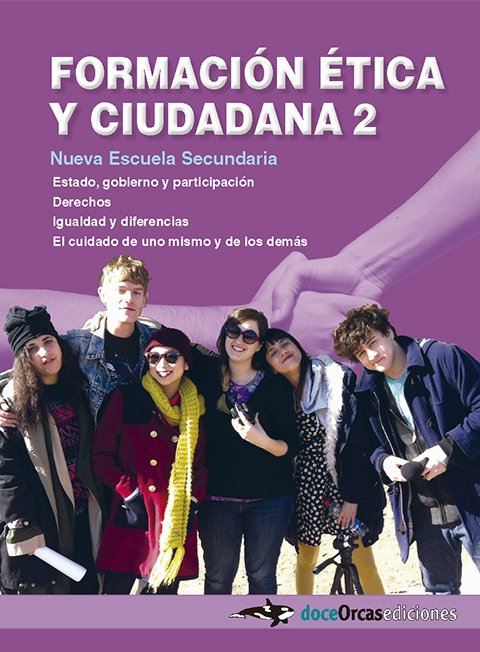 FORMACIÓN ÉTICA
Y CIUDADANA 2
Nueva Escuela Secundaria
Estado, gobierno y participación
Derechos
Igualdad y diferencias
El cuidado de uno mismo y de los demás
doceOrcasediciones